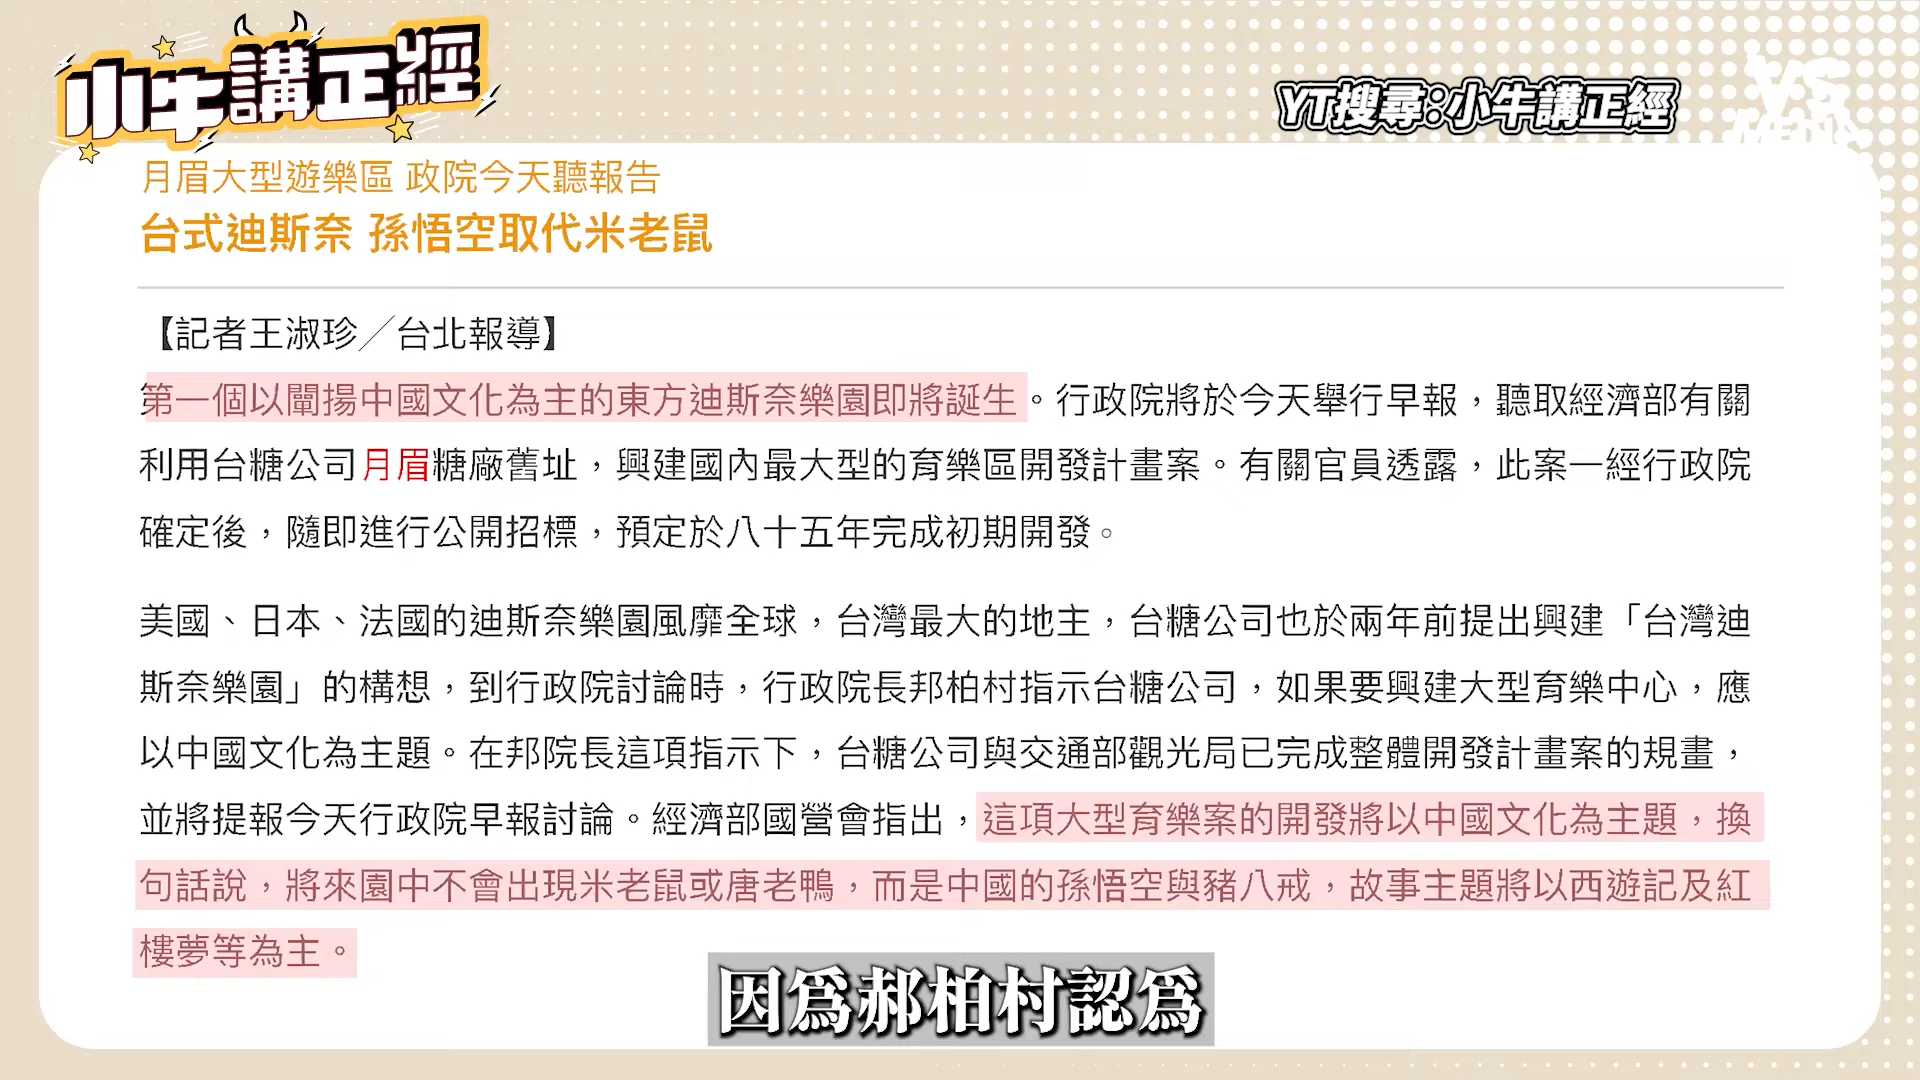 小牛講正經
YT搜尋:小牛講正經
YS MEDIA
月眉大型遊樂區 政院今天聽報告
台式迪斯奈 孫悟空取代米老鼠
【記者王淑珍╱台北報導】
第一個以闡揚中國文化為主的東方迪斯奈樂園即將誕生。行政院將於今天舉行早報，聽取經濟部有關
利用台糖公司月眉糖廠舊址，興建國內最大型的育樂區開發計畫案。有關官員透露，此案一經行政院
確定後，隨即進行公開招標，預定於八十五年完成初期開發。
美國、日本、法國的迪斯奈樂園風靡全球，台灣最大的地主，台糖公司也於兩年前提出興建「台灣迪
斯奈樂園」的構想，到行政院討論時，行政院長邦柏村指示台糖公司，如果要興建大型育樂中心，應
以中國文化為主題。在邦院長這項指示下，台糖公司與交通部觀光局已完成整體開發計畫案的規畫，
並將提報今天行政院早報討論。經濟部國營會指出，這項大型育樂案的開發將以中國文化為主題，換
句話說，將來園中不會出現米老鼠或唐老鴨，而是中國的孫悟空與豬八戒，故事主題將以西遊記及紅
樓夢等為主。
因為郝柏村認為